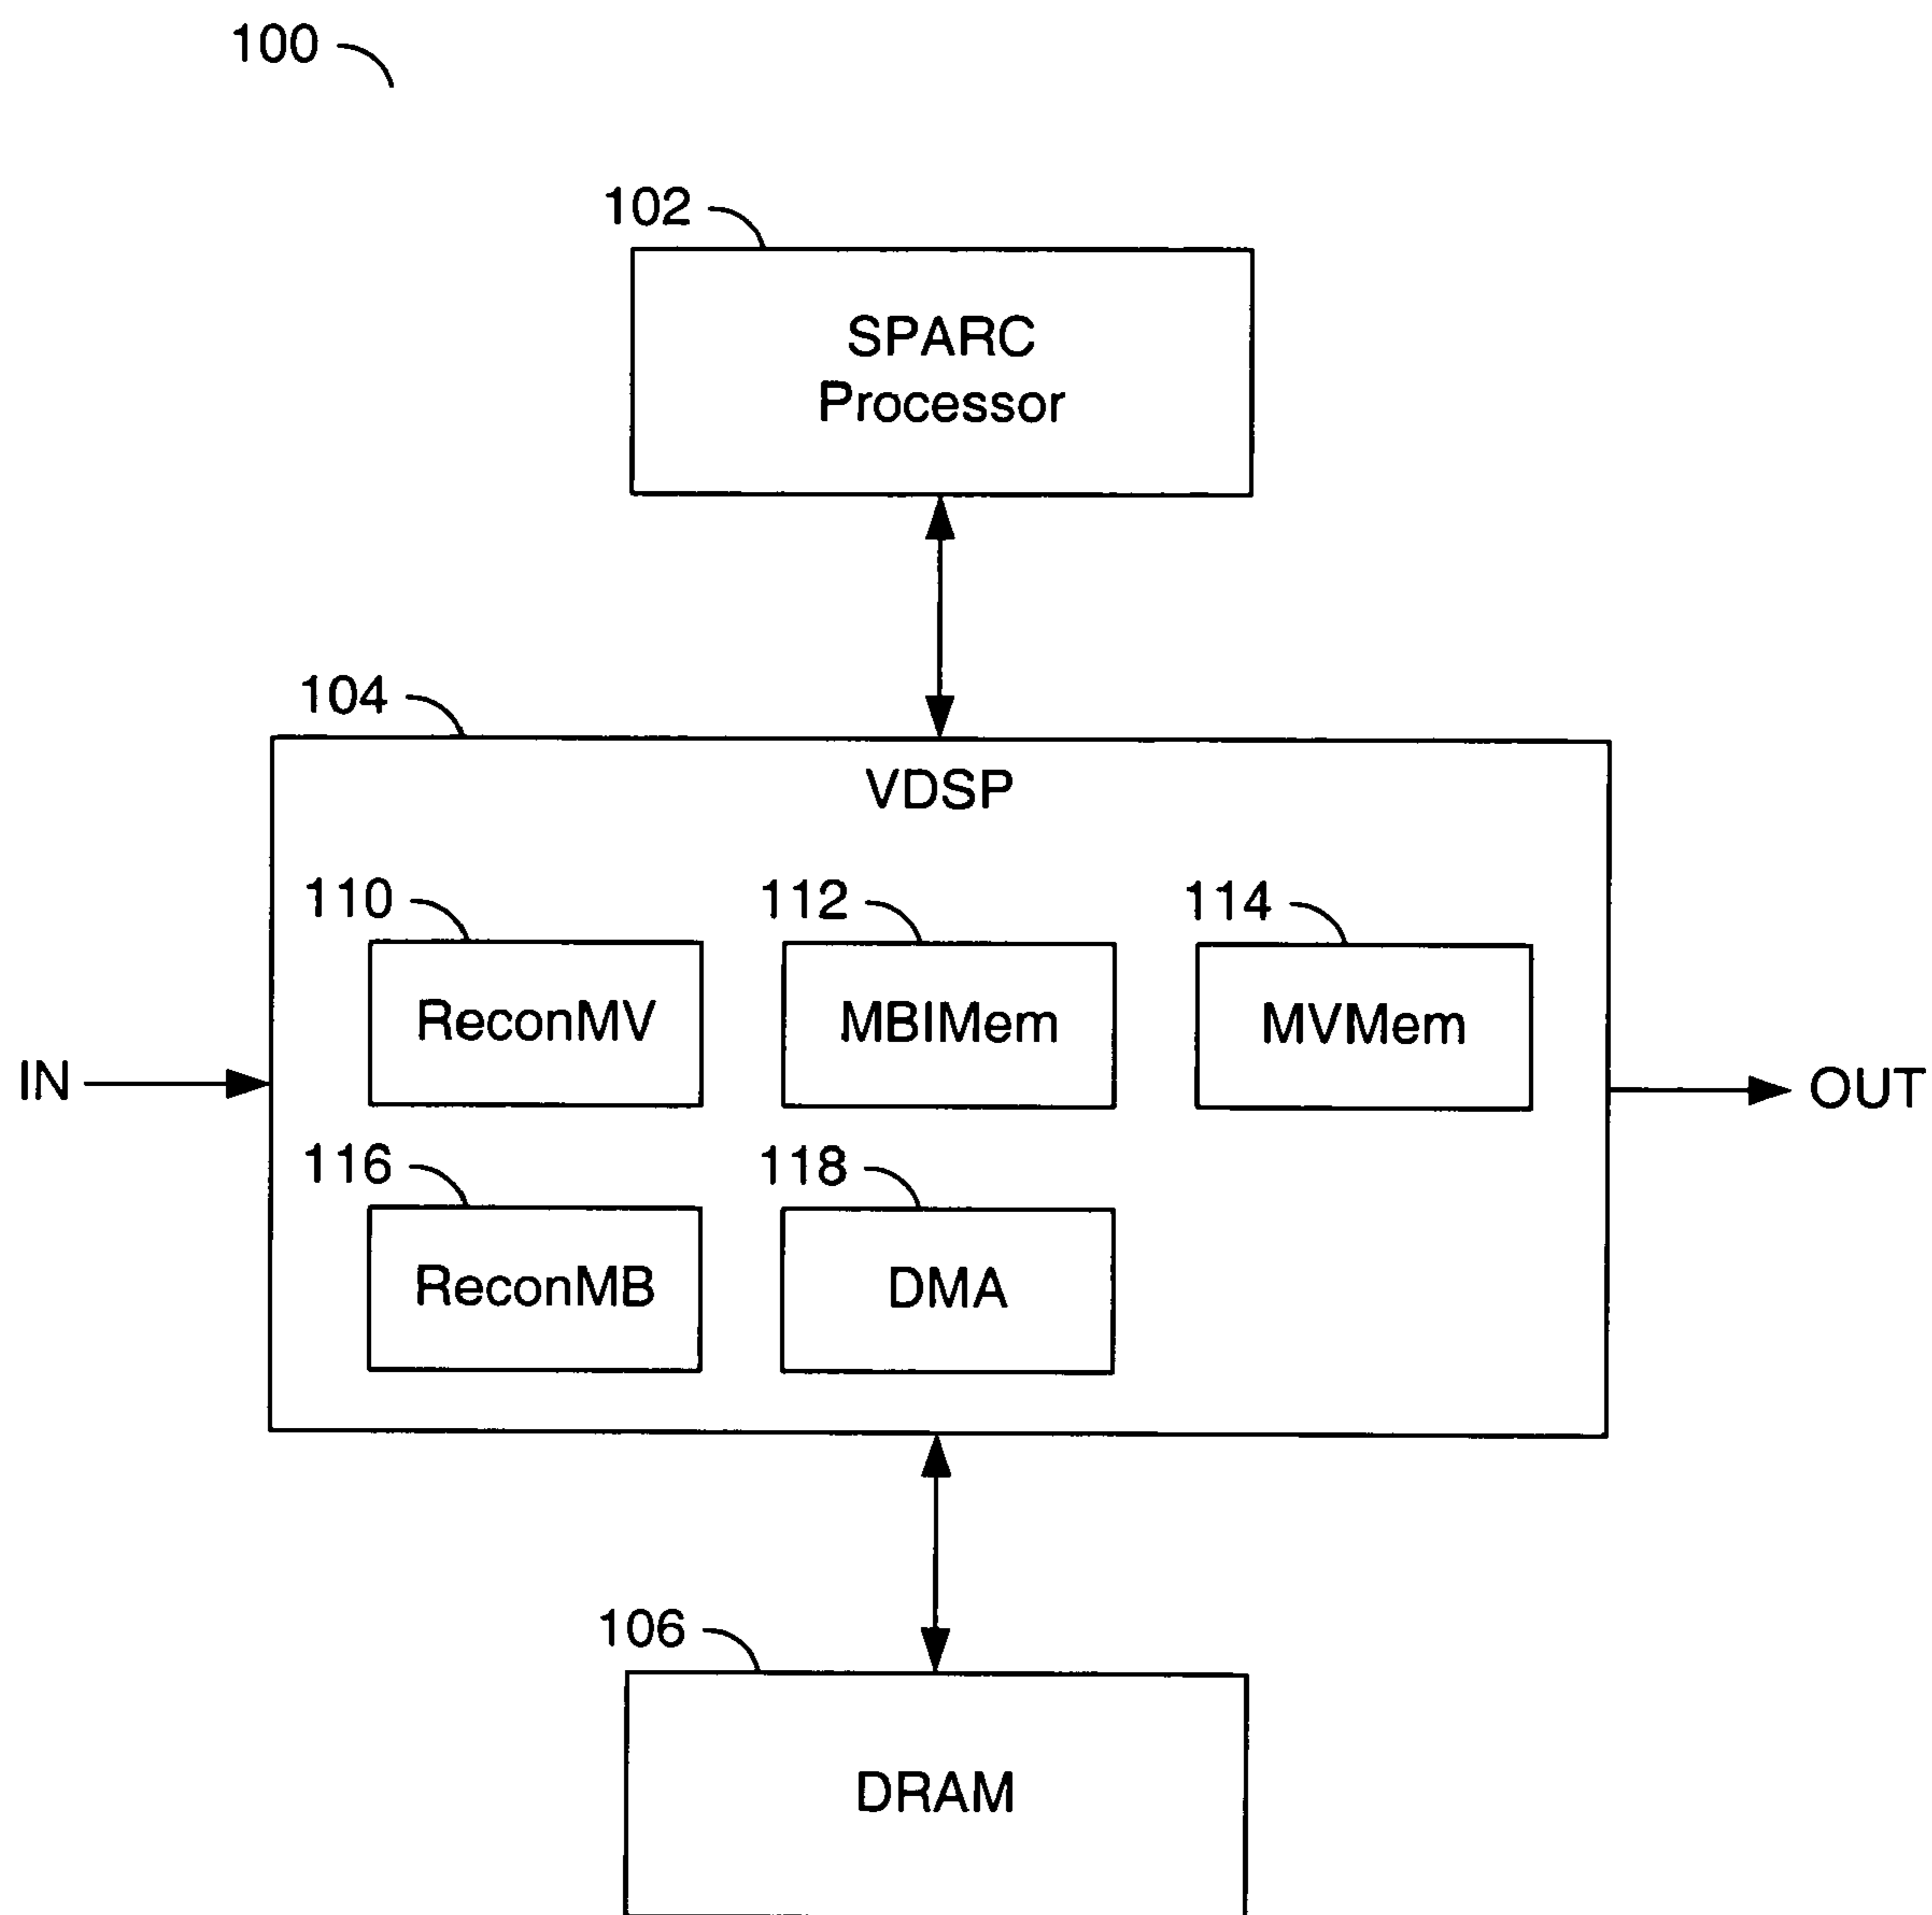 100
102
SPARC
Processor
104
VDSP
110
112
114
ReconMV
MBIMem
MVMem
IN
OUT
116
118
ReconMB
DMA
106
DRAM